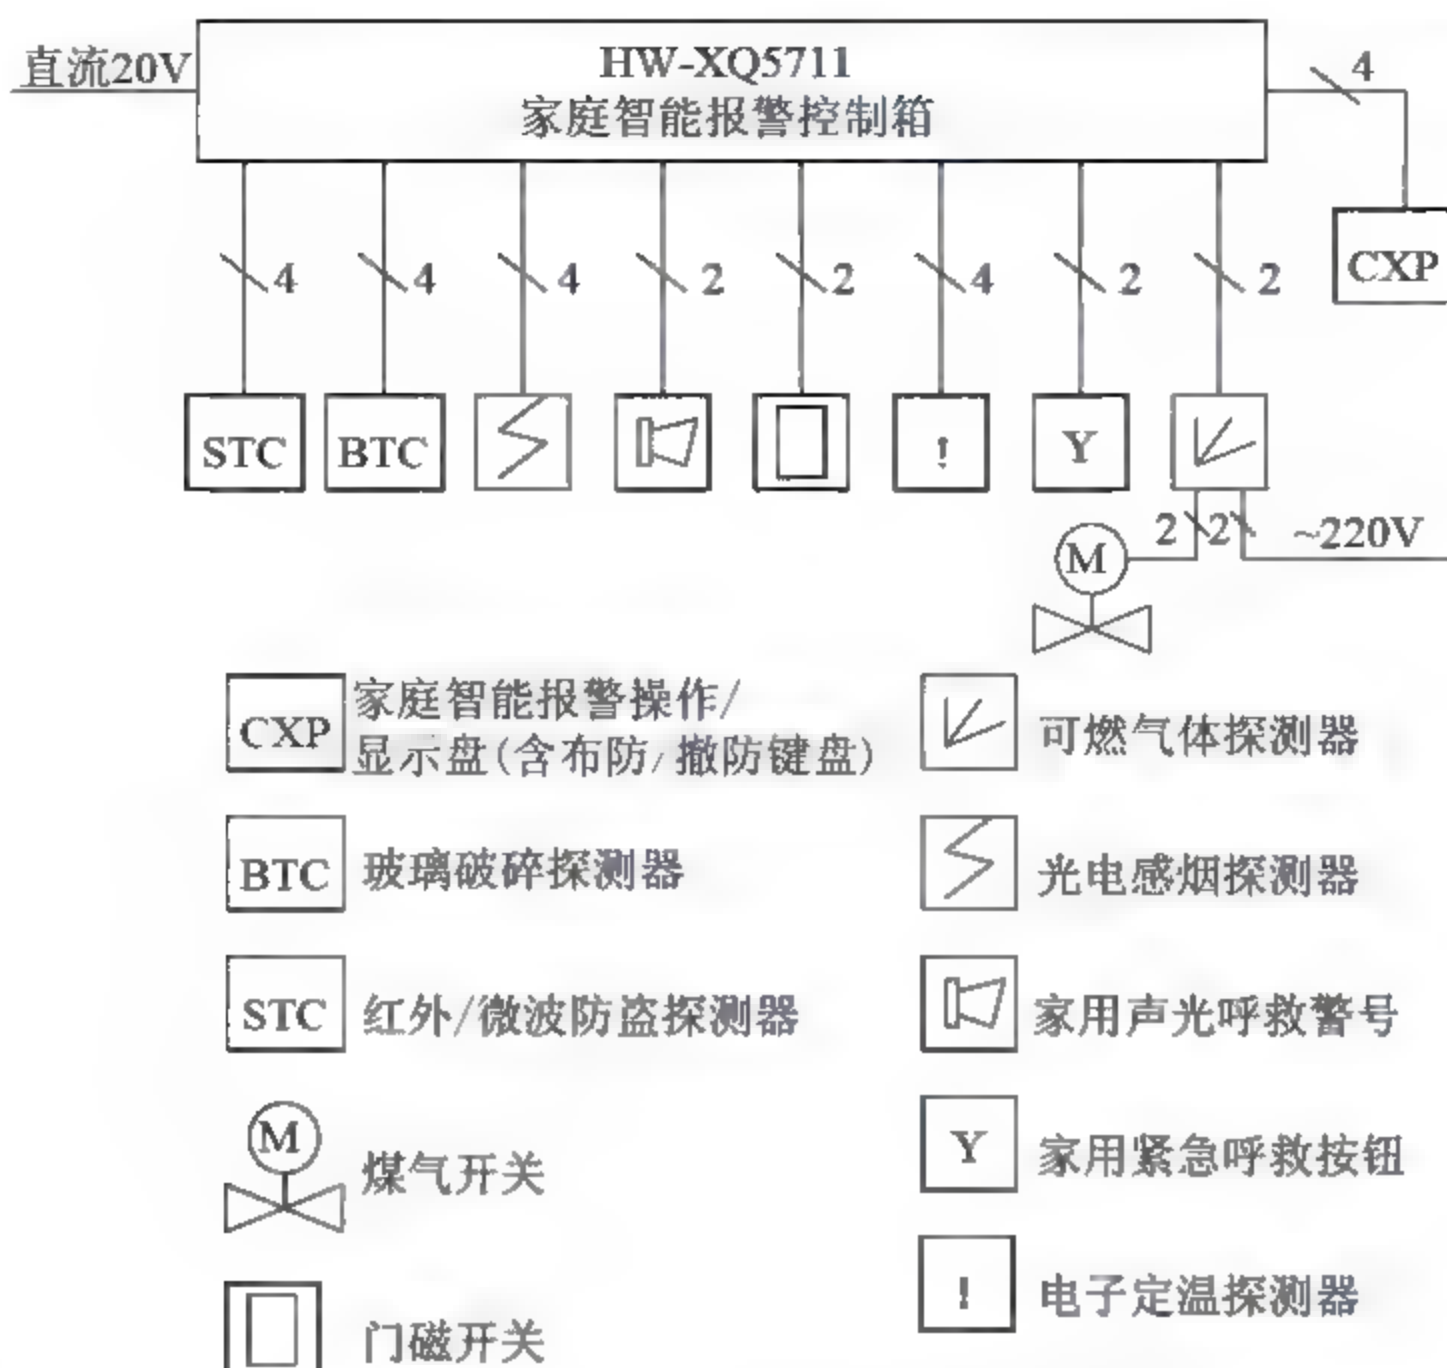 直流20V
HW-XQ5711
家庭智能报警控制箱
4
CXP
4 4 4 2 2 4 2 2
STC BTC ! Y
M 2 2 ~220V
CXP 家庭智能报警操作/
显示盘(含布防/撤防键盘)
可燃气体探测器
BTC 玻璃破碎探测器
光电感烟探测器
STC 红外/微波防盗探测器
家用声光呼救警号
M 煤气开关
Y 家用紧急呼救按钮
! 电子定温探测器
门磁开关